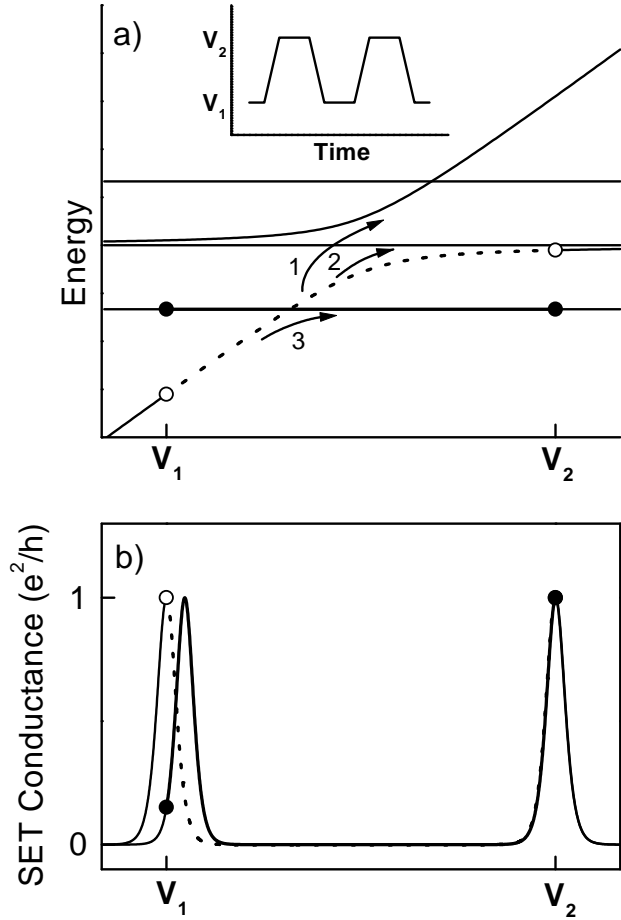 a)
V2
V1
Time
Energy
1
2
3
V1
V2
b)
SET Conductance (e²/h)
1
0
V1
V2